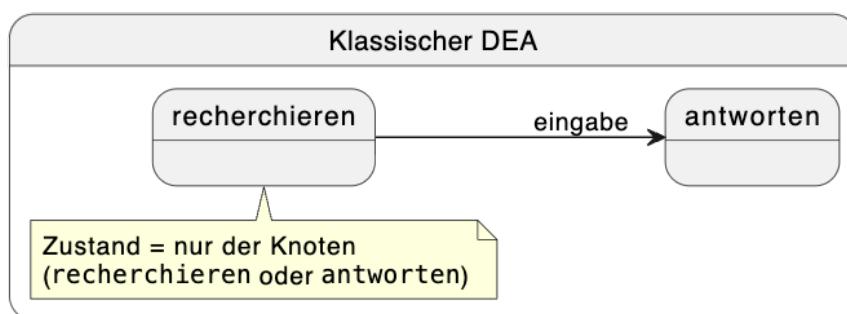 Klassischer DEA
recherchieren
eingabe
antworten
Zustand = nur der Knoten
(recherchieren oder antworten)